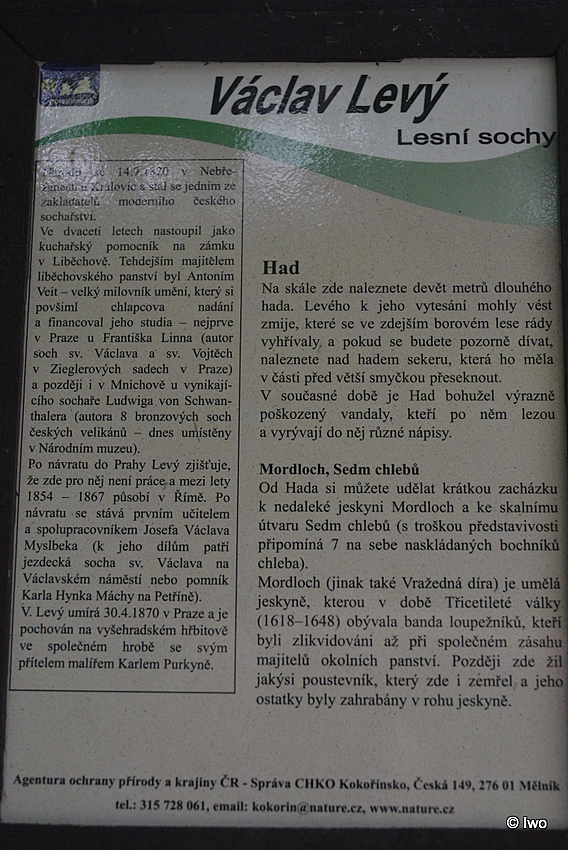 Václav Levý
Lesní sochy
Narodil se 14.9.1820 v Nebře-
ženech u Kralovic a stal se jedním ze
zakladatelů moderního českého
sochařství.
Ve dvaceti letech nastoupil jako
kuchařský pomocník na zámku
v Liběchově. Tehdejším majitelem
liběchovského panství byl Antonín
Veit – velký milovník umění, který si
povšiml chlapcova nadání
a financoval jeho studia – nejprve
v Praze u Františka Linna (autor
soch sv. Václava a sv. Vojtěch
v Zieglerových sadech v Praze)
a později i v Mnichově u vynikají-
cího sochaře Ludwiga von Schwan-
thalera (autora 8 bronzových soch
českých velikánů – dnes umístěny
v Národním muzeu).
Po návratu do Prahy Levý zjišťuje,
že zde pro něj není práce a mezi lety
1854 – 1867 působí v Římě. Po
návratu se stává prvním učitelem
a spolupracovníkem Josefa Václava
Myslbeka (k jeho dílům patří
jezdecká socha sv. Václava na
Václavském náměstí nebo pomník
Karla Hynka Máchy na Petříně).
V. Levý umírá 30.4.1870 v Praze a je
pochován na vyšehradském hřbitově
ve společném hrobě se svým
přítelem malířem Karlem Purkyně.
Had
Na skále zde naleznete devět metrů dlouhého
hada. Levého k jeho vytesání mohly vést
zmije, které se ve zdejším borovém lese rády
vyhřívaly, a pokud se budete pozorně dívat,
naleznete nad hadem sekeru, která ho měla
v části před větší smyčkou přeseknout.
V současné době je Had bohužel výrazně
poškozený vandaly, kteří po něm lezou
a vyrývají do něj různé nápisy.
Mordloch, Sedm chlebů
Od Hada si můžete udělat krátkou zacházku
k nedaleké jeskyni Mordloch a ke skalnímu
útvaru Sedm chlebů (s troškou představivosti
připomíná 7 na sebe naskládaných bochníků
chleba).
Mordloch (jinak také Vražedná díra) je umělá
jeskyně, kterou v době Třicetileté války
(1618–1648) obývala banda loupežníků, kteří
byli zlikvidováni až při společném zásahu
majitelů okolních panství. Později zde žil
jakýsi poustevník, který zde i zemřel a jeho
ostatky byly zahrabány v rohu jeskyně.
Agentura ochrany přírody a krajiny ČR - Správa CHKO Kokořínsko, Česká 149, 276 01 Mělník
tel.: 315 728 061, email: kokorin@nature.cz, www.nature.cz
© Iwo